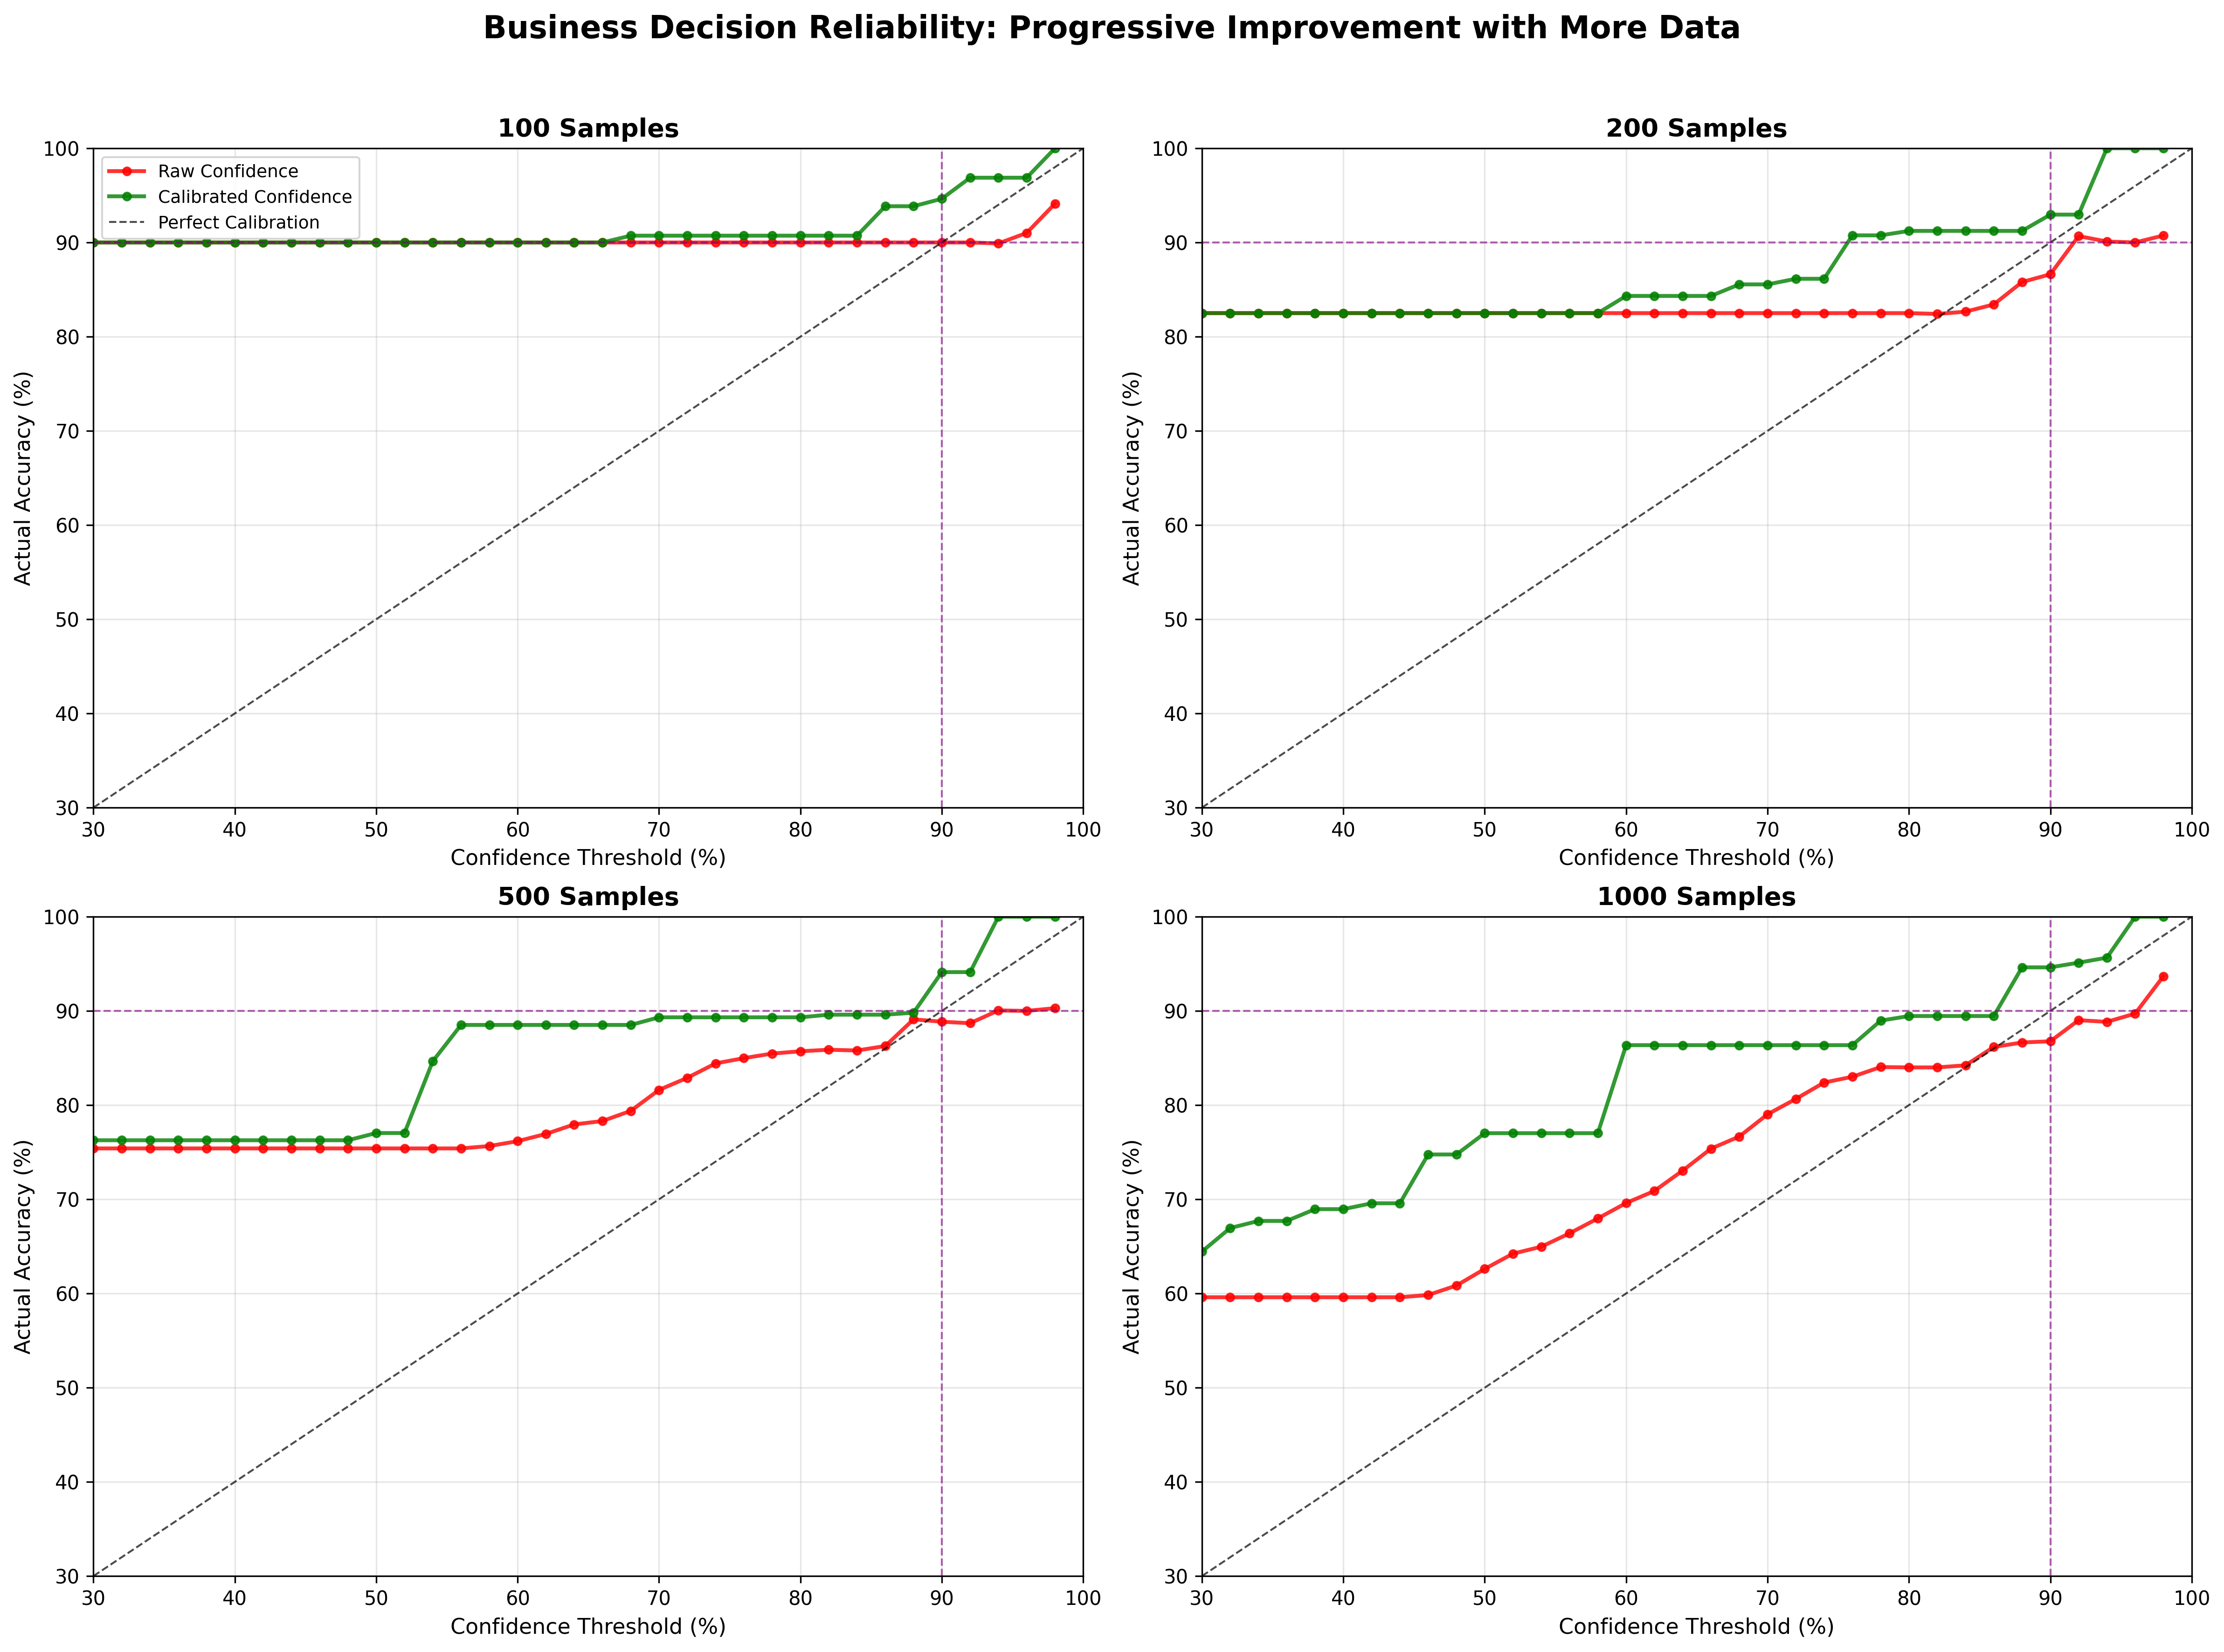 Business Decision Reliability: Progressive Improvement with More Data
100 Samples
Raw Confidence
Calibrated Confidence
Perfect Calibration
100
90
80
70
60
50
40
30
Actual Accuracy (%)
30 40 50 60 70 80 90 100
Confidence Threshold (%)
200 Samples
100
90
80
70
60
50
40
30
Actual Accuracy (%)
30 40 50 60 70 80 90 100
Confidence Threshold (%)
500 Samples
100
90
80
70
60
50
40
30
Actual Accuracy (%)
30 40 50 60 70 80 90 100
Confidence Threshold (%)
1000 Samples
100
90
80
70
60
50
40
30
Actual Accuracy (%)
30 40 50 60 70 80 90 100
Confidence Threshold (%)